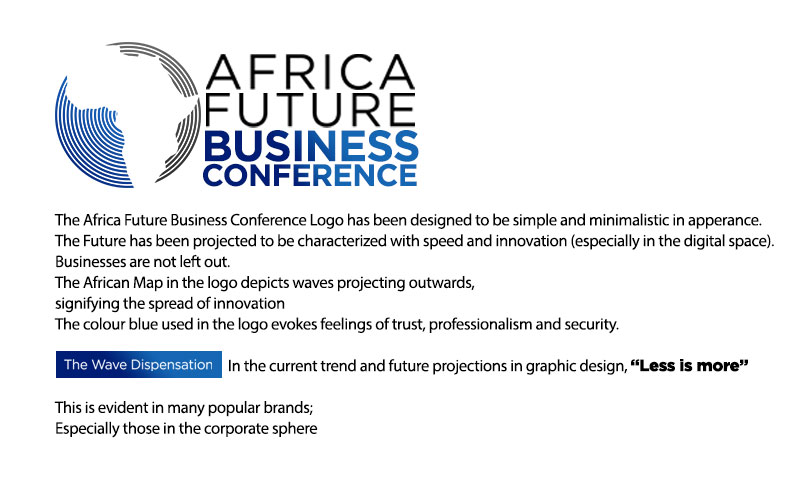 AFRICA
FUTURE
BUSINESS
CONFERENCE
The Africa Future Business Conference Logo has been designed to be simple and minimalistic in apperance.
The Future has been projected to be characterized with speed and innovation (especially in the digital space).
Businesses are not left out.
The African Map in the logo depicts waves projecting outwards,
signifying the spread of innovation
The colour blue used in the logo evokes feelings of trust, professionalism and security.
The Wave Dispensation In the current trend and future projections in graphic design, “Less is more”
This is evident in many popular brands;
Especially those in the corporate sphere